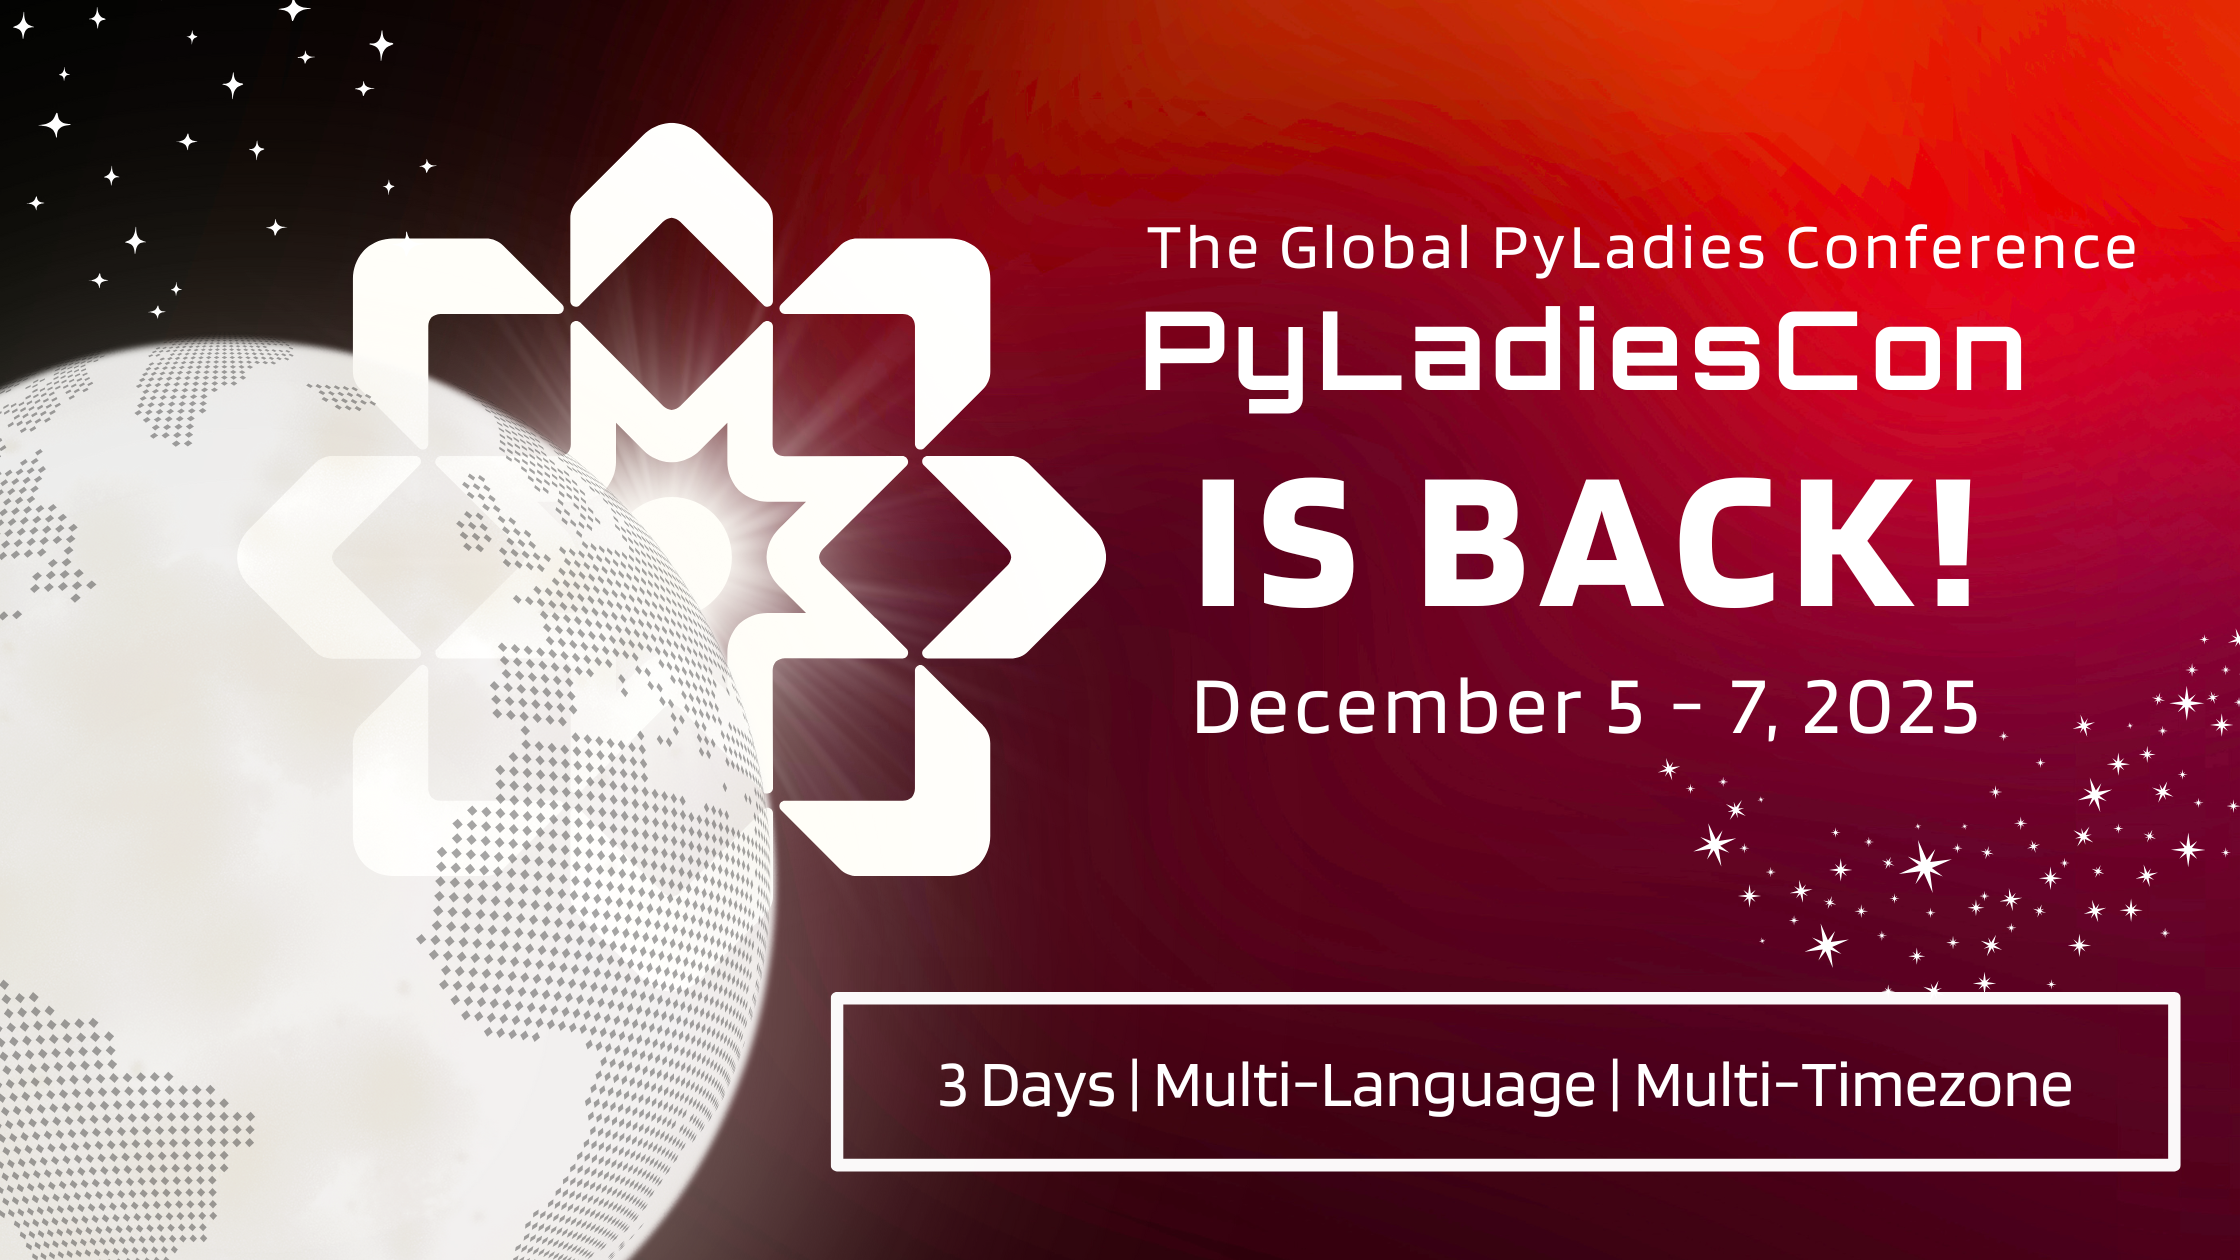 The Global PyLadies Conference
PyLadiesCon
IS BACK!
December 5 - 7, 2025
3 Days | Multi-Language | Multi-Timezone